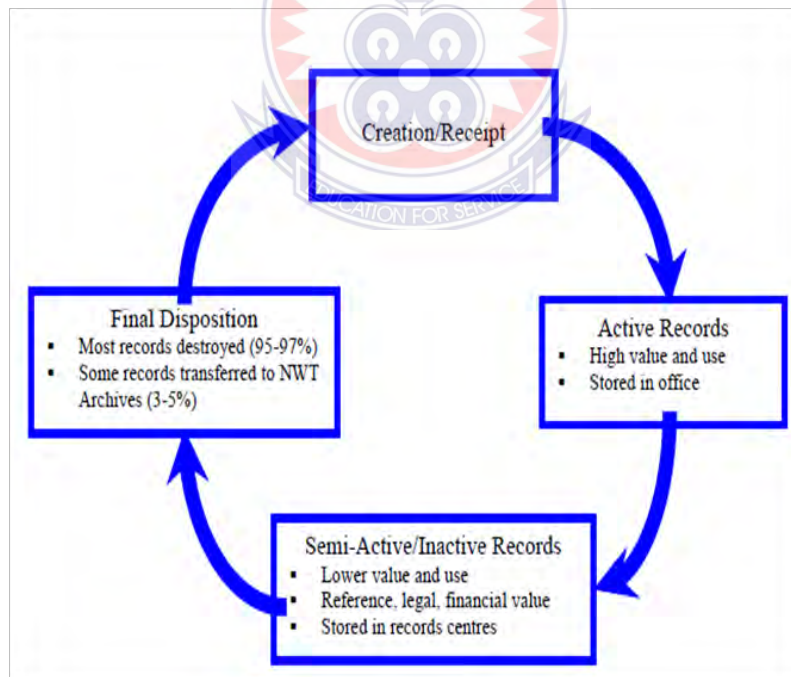 Creation/Receipt
EDUCATION FOR SERVICE
Active Records
▪ High value and use
▪ Stored in office
Semi-Active/Inactive Records
▪ Lower value and use
▪ Reference, legal, financial value
▪ Stored in records centres
Final Disposition
▪ Most records destroyed (95-97%)
▪ Some records transferred to NWT
Archives (3-5%)